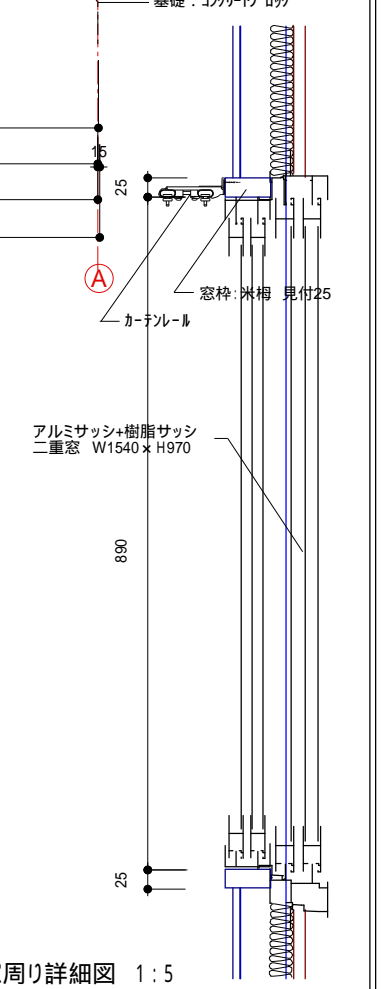 基礎：コンクリートブロック
15
25
A
窓枠：米栂 見付25
カーテンレール
アルミサッシ+樹脂サッシ
二重窓 W1540×H970
890
25
周り詳細図 1：5